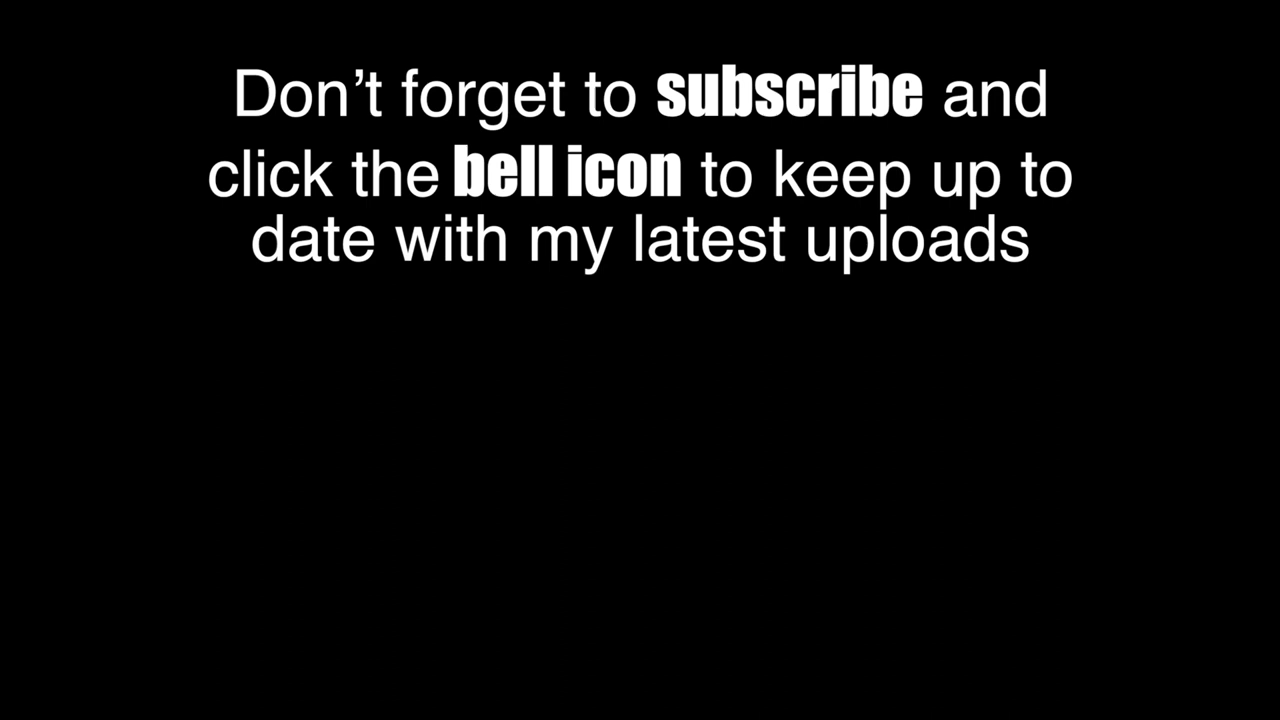 Don’t forget to subscribe and
click the bell icon to keep up to
date with my latest uploads